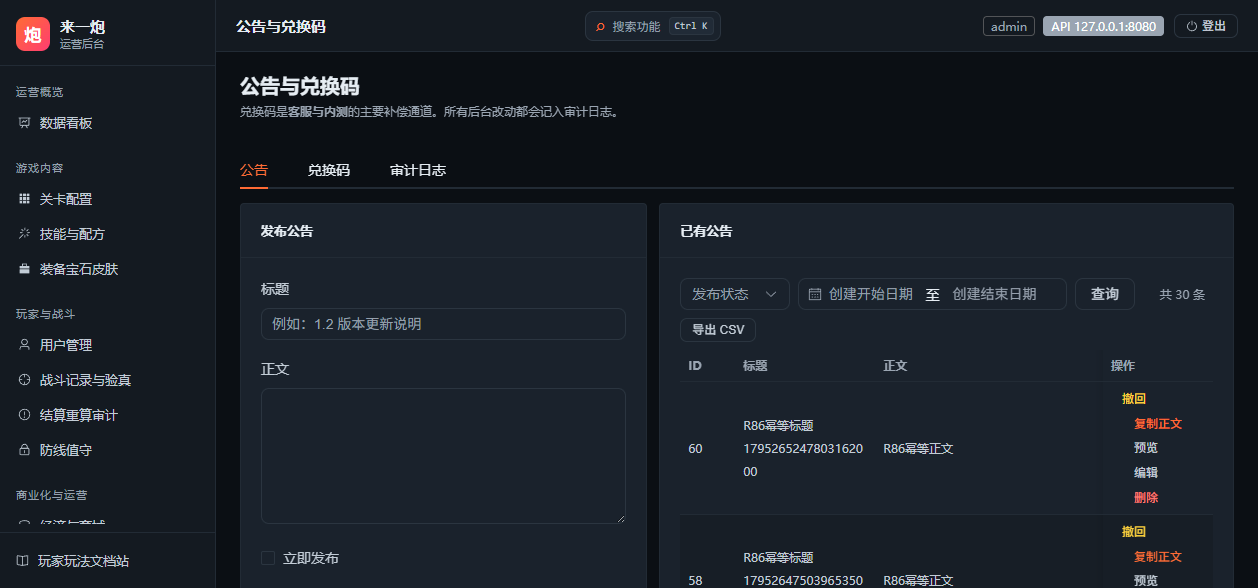 炮
来一炮
运营后台
公告与兑换码
搜索功能 Ctrl K
admin
API 127.0.0.1:8080
登出
运营概览
数据看板
游戏内容
关卡配置
技能与配方
装备宝石皮肤
玩家与战斗
用户管理
战斗记录与验真
结算重算审计
防线值守
商业化与运营
玩家玩法文档站
公告与兑换码
兑换码是客服与内测的主要补偿通道。所有后台改动都会记入审计日志。
公告 兑换码 审计日志
发布公告
标题
例如：1.2 版本更新说明
正文
立即发布
已有公告
发布状态 创建开始日期 至 创建结束日期 查询 共 30 条
导出 CSV
ID 标题 正文 操作
60
R86幂等标题
17952652478031620
00
R86幂等正文
撤回
复制正文
预览
编辑
删除
58
R86幂等标题
17952647503965350
R86幂等正文
撤回
复制正文
预览